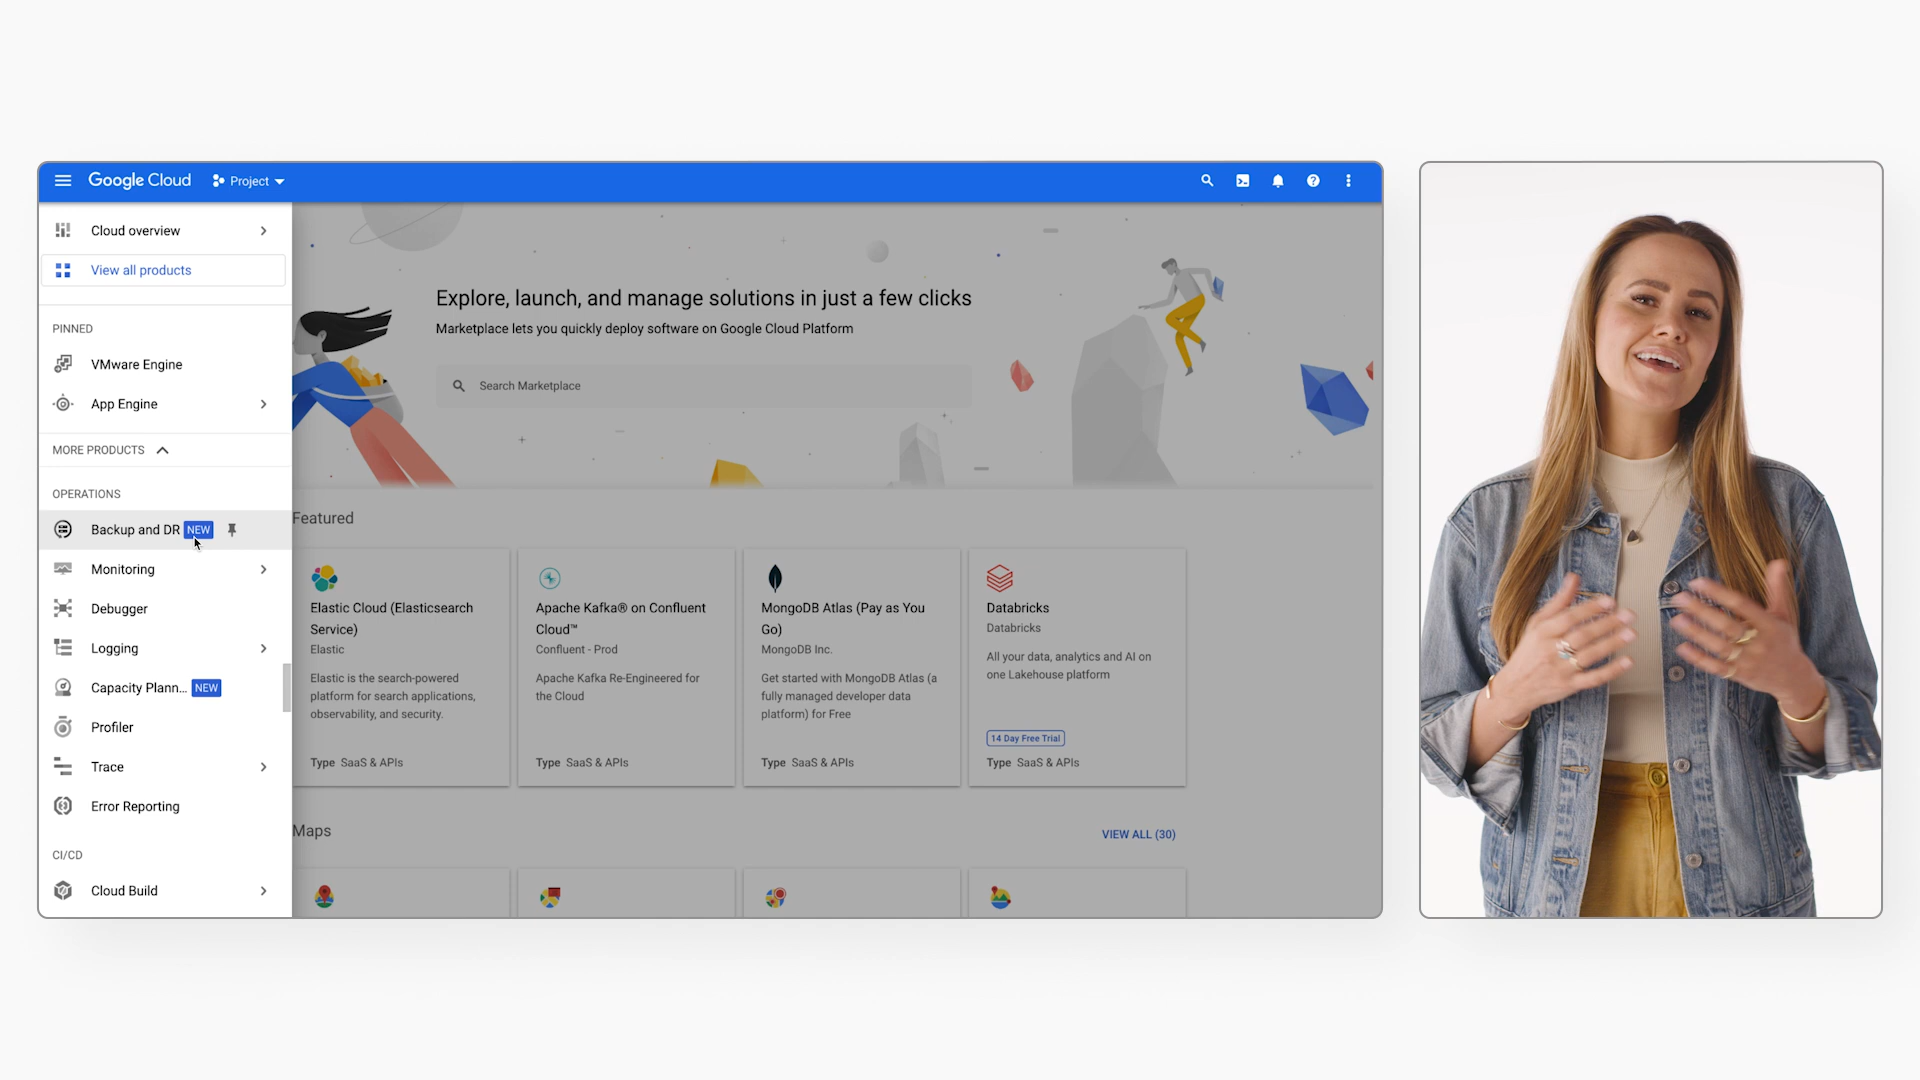 Google Cloud
Project
Cloud overview
View all products
PINNED
VMware Engine
App Engine
MORE PRODUCTS
OPERATIONS
Backup and DR NEW
Monitoring
Debugger
Logging
Capacity Plann... NEW
Profiler
Trace
Error Reporting
CI/CD
Cloud Build
Explore, launch, and manage solutions in just a few clicks
Marketplace lets you quickly deploy software on Google Cloud Platform
Search Marketplace
Featured
Elastic Cloud (Elasticsearch
Service)
Elastic
Elastic is the search-powered
platform for search applications,
observability, and security.
Type SaaS & APIs
Apache Kafka® on Confluent
Cloud™
Confluent - Prod
Apache Kafka Re-Engineered for
the Cloud
Type SaaS & APIs
MongoDB Atlas (Pay as You
Go)
MongoDB Inc.
Get started with MongoDB Atlas (a
fully managed developer data
platform) for Free
Type SaaS & APIs
Databricks
Databricks
All your data, analytics and AI on
one Lakehouse platform
14 Day Free Trial
Type SaaS & APIs
Maps
VIEW ALL (30)